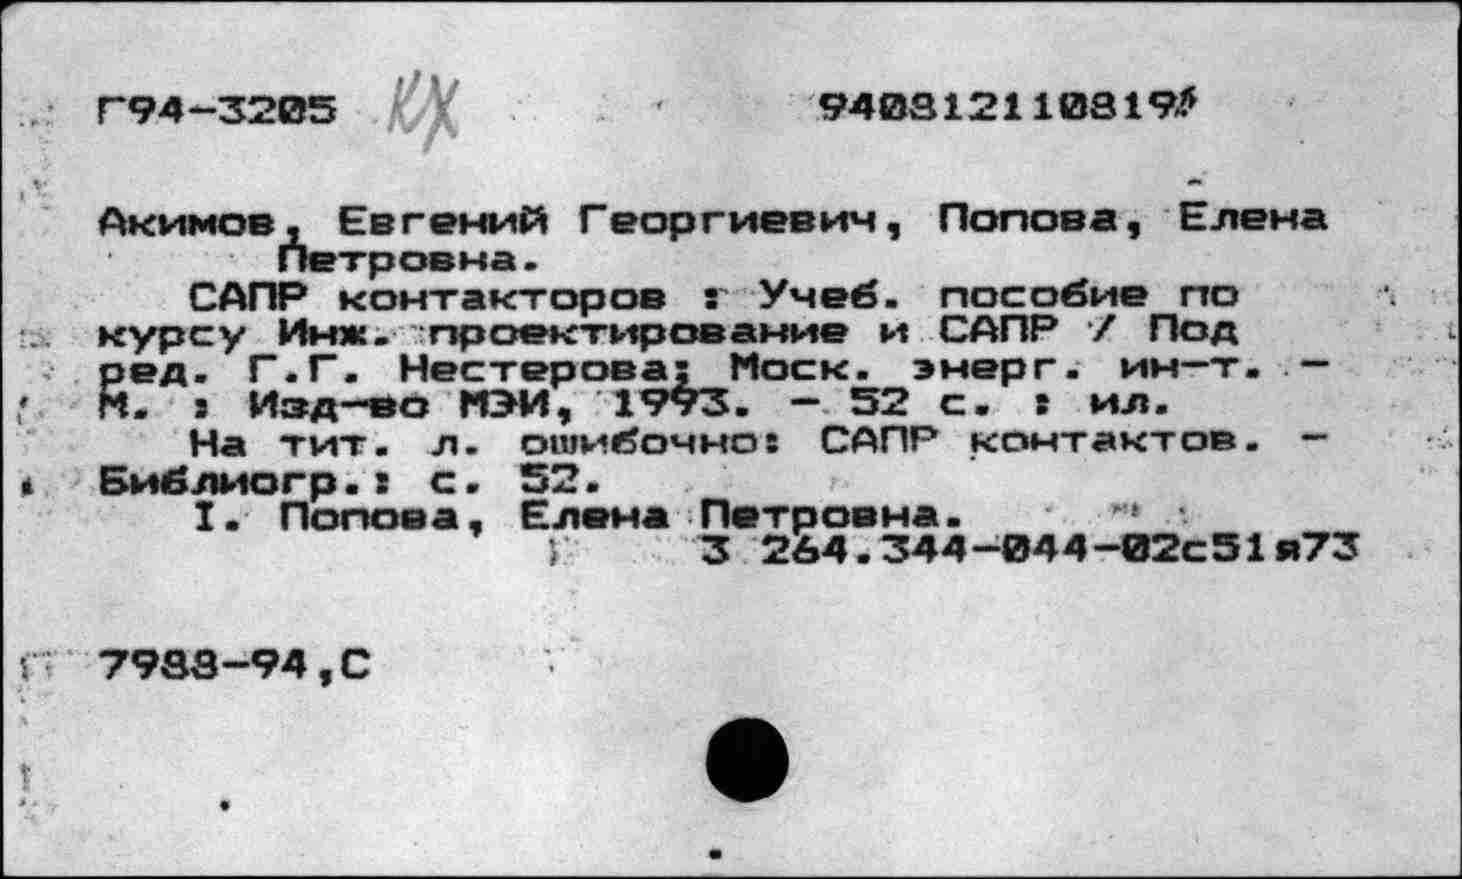 Г94-3205 КХ 940812110819
Акимов, Евгений Георгиевич, Попова, Елена
Петровна.
САПР контакторов : Учеб. пособие по
курсу Инж. проектирование и САПР / Под
ред. Г.Г. Нестерова; Моск. энерг. ин-т. -
М. : Изд-во МЭИ, 1993. - 52 с. : ил.
На тит. л. ошибочно: САПР контактов. -
Библиогр.: с. 52.
I. Попова, Елена Петровна.
З 264.344-044-02с51я73
7988-94,С